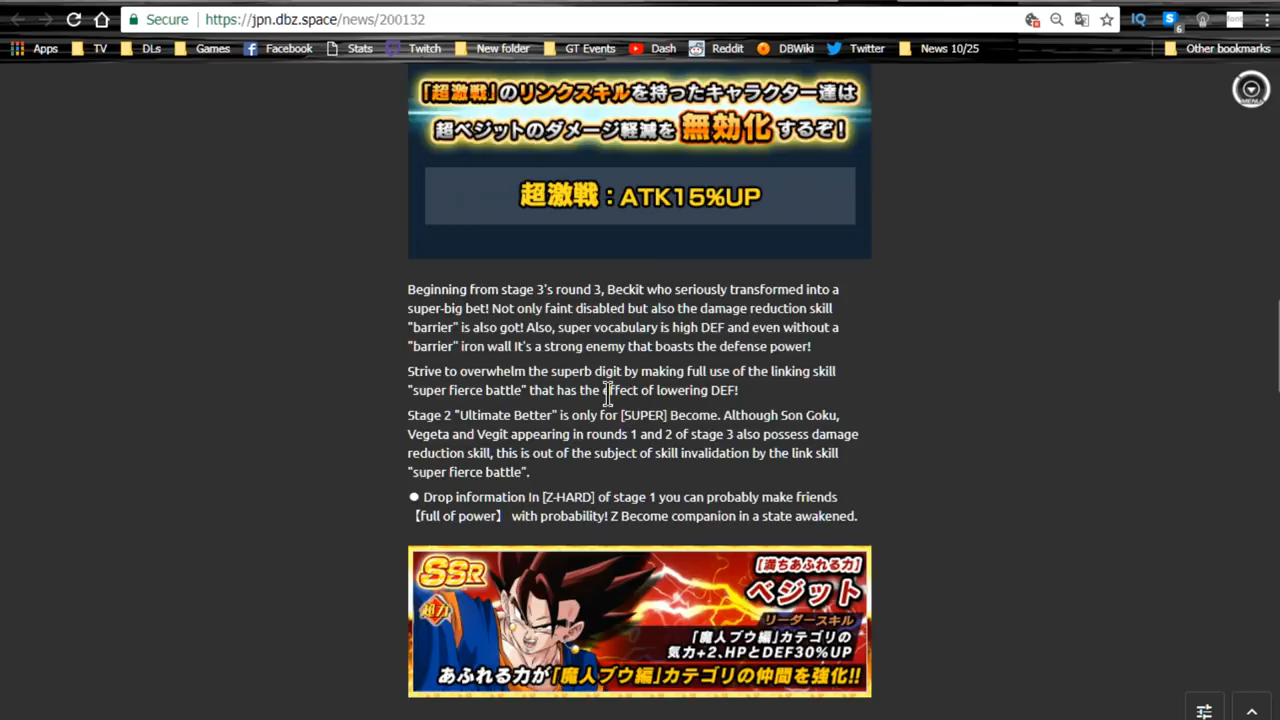 Secure https://jpn.dbz.space/news/200132
IQ
S
6
font
Apps TV DLs Games Facebook Stats Twitch New folder GT Events Dash Reddit DBWiki Twitter News 10/25 Other bookmarks
MENU
「超激戦」のリンクスキルを持ったキャラクター達は
超ベジットのダメージ軽減を無効化するぞ!
超激戦：ATK15%UP
Beginning from stage 3's round 3, Beckit who seriously transformed into a
super-big bet! Not only faint disabled but also the damage reduction skill
"barrier" is also got! Also, super vocabulary is high DEF and even without a
"barrier" iron wall It's a strong enemy that boasts the defense power!
Strive to overwhelm the superb digit by making full use of the linking skill
"super fierce battle" that has the effect of lowering DEF!
Stage 2 "Ultimate Better" is only for [SUPER] Become. Although Son Goku,
Vegeta and Vegit appearing in rounds 1 and 2 of stage 3 also possess damage
reduction skill, this is out of the subject of skill invalidation by the link skill
"super fierce battle".
● Drop information In [Z-HARD] of stage 1 you can probably make friends
【full of power】 with probability! Z Become companion in a state awakened.
SSR
超力
[満ちあふれる力]
ベジット
リーダースキル
「魔人ブウ編」カテゴリの
気力+2、HPとDEF30%UP
あふれる力が「魔人ブウ編」カテゴリの仲間を強化!!